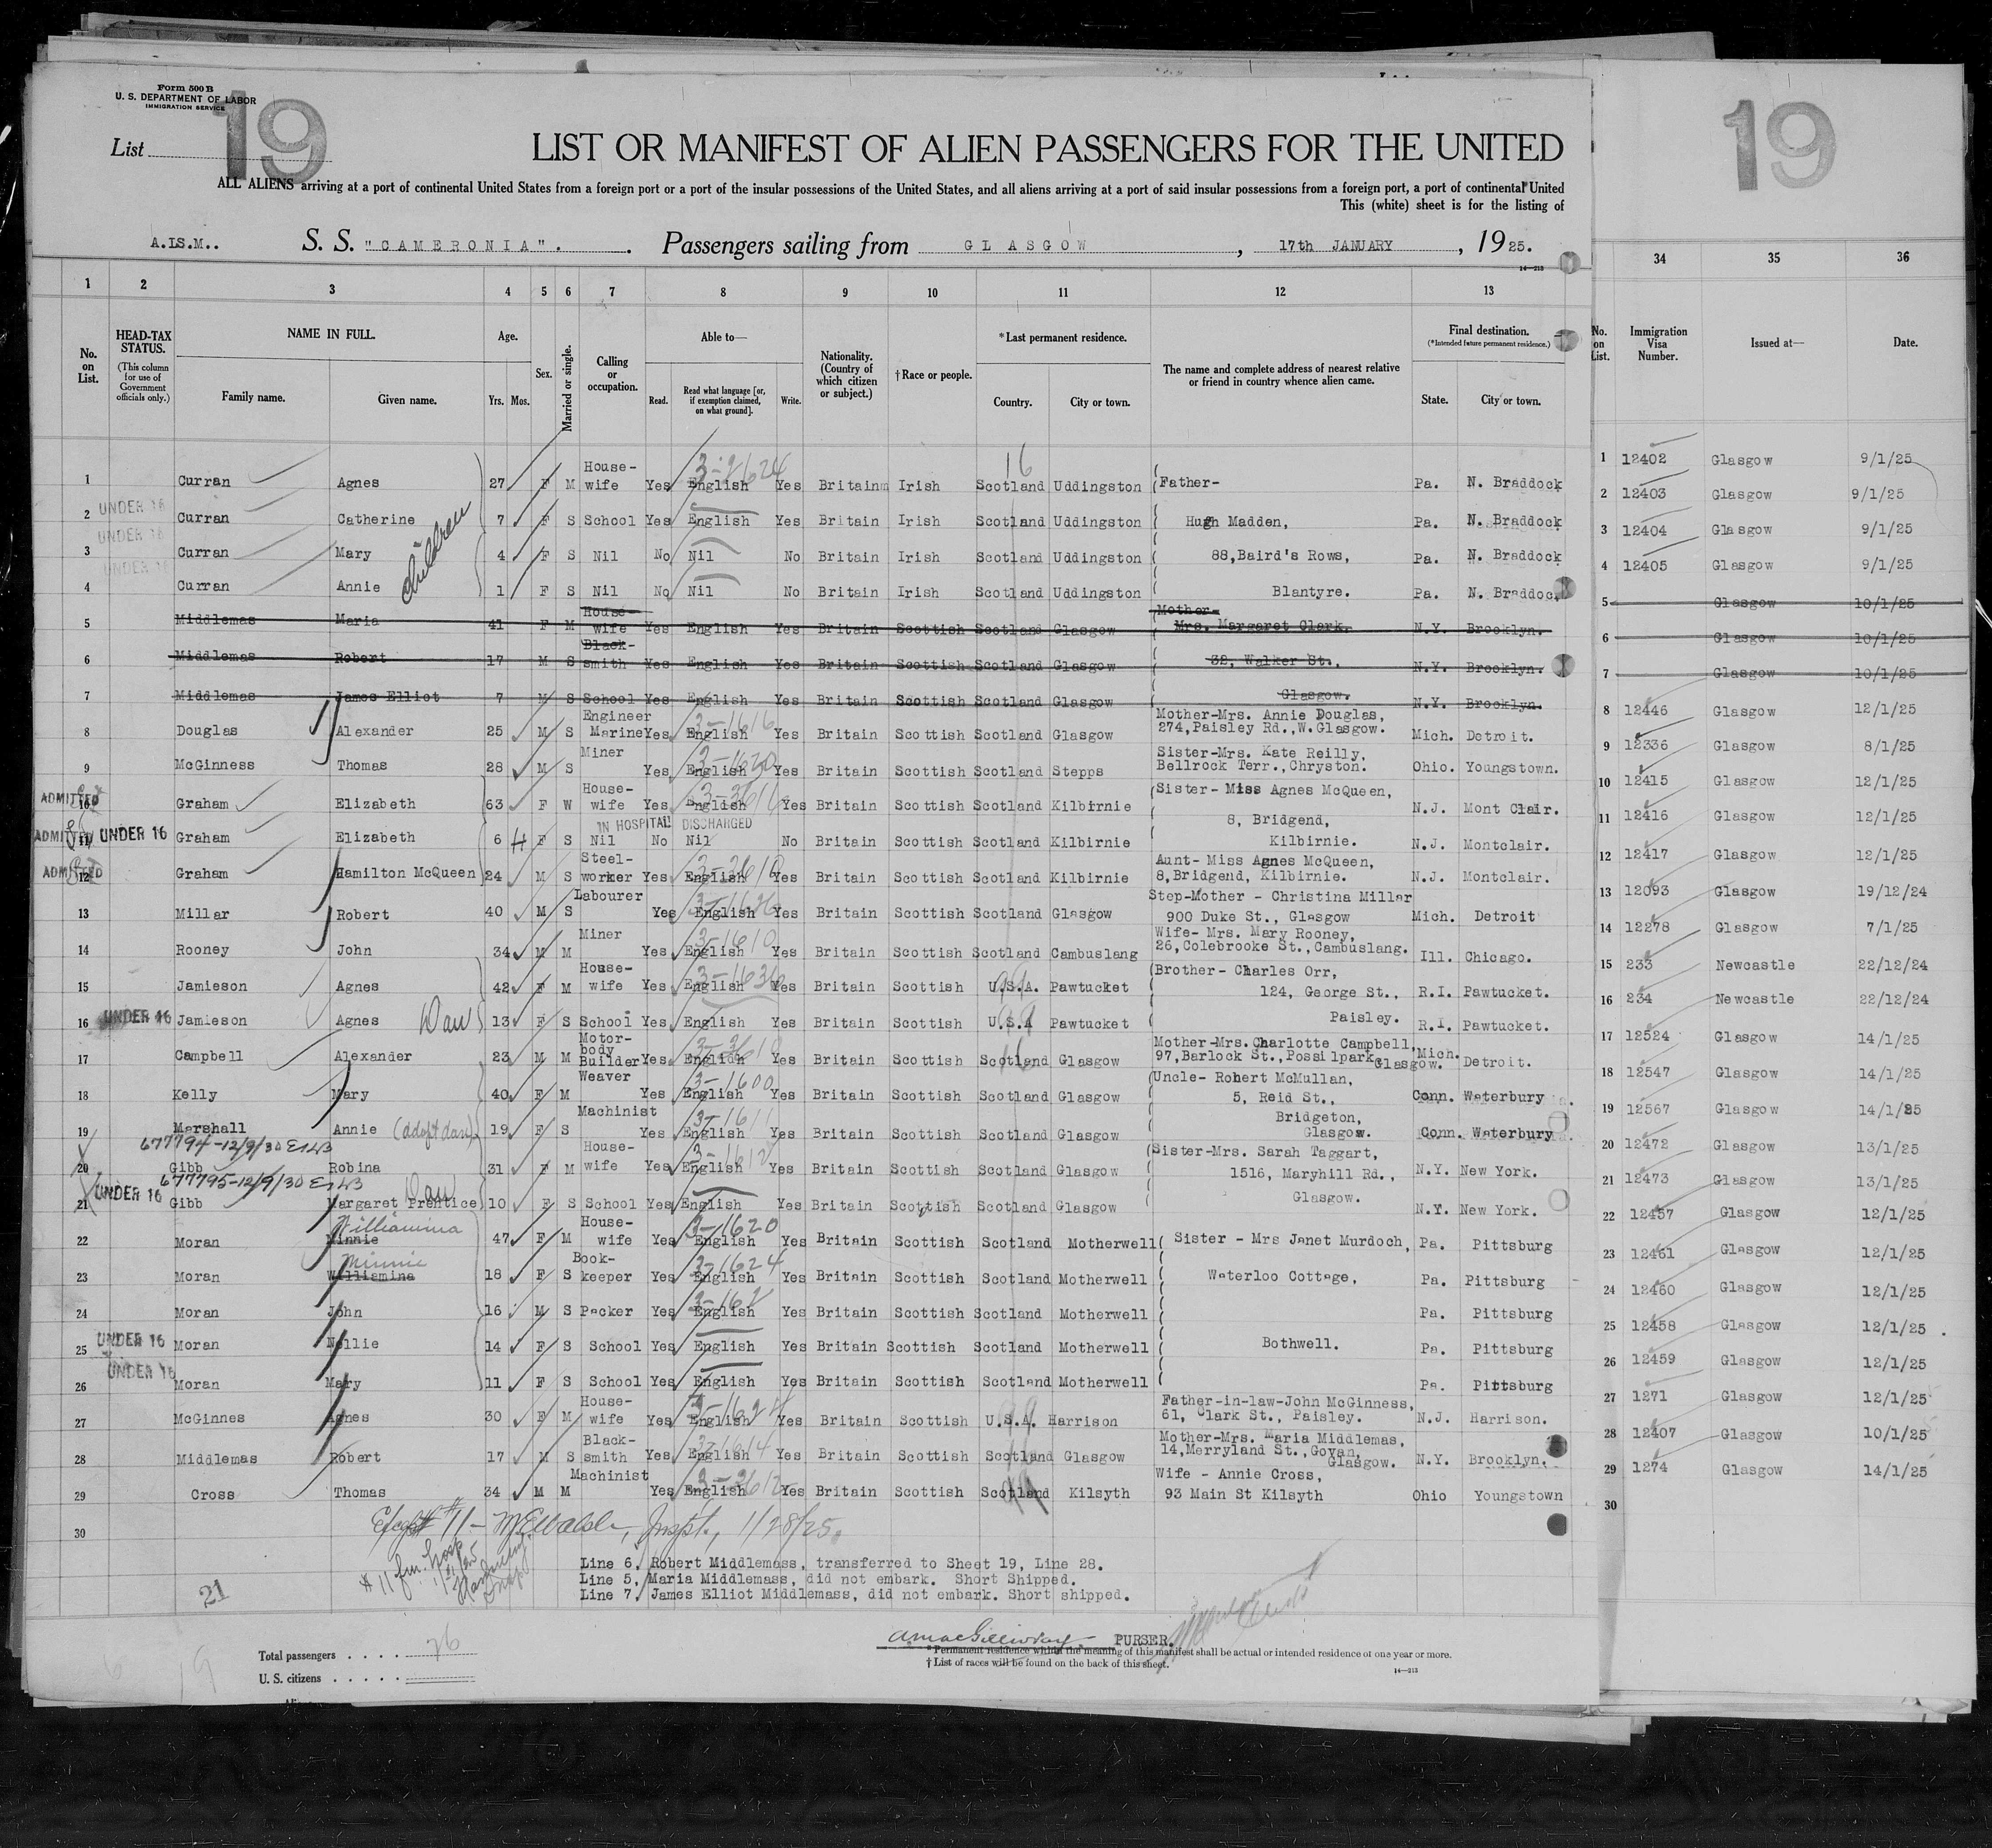 Form 500 B
U. S. DEPARTMENT OF LABOR
IMMIGRATION SERVICE
19
19
List
LIST OR MANIFEST OF ALIEN PASSENGERS FOR THE UNITED
ALL ALIENS arriving at a port of continental United States from a foreign port or a port of the insular possessions of the United States, and all aliens arriving at a port of said insular possessions from a foreign port, a port of continental United
This (white) sheet is for the listing of
S. S. "CAMERONIA". Passengers sailing from GLASGOW, 17th JANUARY, 1925.
14—213
1 2 3 4 5 6 7 8 9 10 11 12 13 34 35 36
No. on List.
HEAD-TAX STATUS.
(This column for use of Government officials only.)
NAME IN FULL.
Family name. Given name.
Age.
Yrs. Mos.
Sex.
Married or single.
Calling or occupation.
Able to—
Read. Read what language [or, if exemption claimed, on what ground]. Write.
Nationality. (Country of which citizen or subject.)
†Race or people.
*Last permanent residence.
Country. City or town.
The name and complete address of nearest relative or friend in country whence alien came.
Final destination.
(*Intended future permanent residence.)
State. City or town.
No. on List.
Immigration Visa Number.
Issued at—
Date.
1 Curran Agnes 27 F M House-wife Yes English Yes Britain Irish Scotland Uddingston Father- Pa. N. Braddock 1 12402 Glasgow 9/1/25
2 UNDER 16 Curran Catherine 7 F S School Yes English Yes Britain Irish Scotland Uddingston Hugh Madden, Pa. N. Braddock 2 12403 Glasgow 9/1/25
3 UNDER 16 Curran Mary children 4 F S Nil No Nil No Britain Irish Scotland Uddingston 88,Baird's Rows, Pa. N. Braddock 3 12404 Glasgow 9/1/25
4 UNDER 16 Curran Annie 1 F S Nil No Nil No Britain Irish Scotland Uddingston Blantyre. Pa. N. Braddock 4 12405 Glasgow 9/1/25
5 Middlemas Maria 41 F M House-wife Yes English Yes Britain Scottish Scotland Glasgow Mother- Mrs. Margaret Clark. N.Y. Brooklyn. 5 Glasgow 10/1/25
6 Middlemas Robert 17 M S Black-smith Yes English Yes Britain Scottish Scotland Glasgow 32, Walker St., N.Y. Brooklyn. 6 Glasgow 10/1/25
7 Middlemas James Elliot 7 M S School Yes English Yes Britain Scottish Scotland Glasgow Glasgow. N.Y. Brooklyn. 7 Glasgow 10/1/25
8 Douglas Alexander 25 M S Engineer Marine Yes English Yes Britain Scottish Scotland Glasgow Mother-Mrs. Annie Douglas, 274,Paisley Rd.,W.Glasgow. Mich. Detroit. 8 12446 Glasgow 12/1/25
9 McGinness Thomas 28 M S Miner Yes English Yes Britain Scottish Scotland Stepps Sister-Mrs. Kate Reilly, Bellrock Terr.,Chryston. Ohio. Youngstown. 9 12336 Glasgow 8/1/25
10 ADMITTED Graham Elizabeth 63 F W House-wife Yes English Yes Britain Scottish Scotland Kilbirnie Sister- Miss Agnes McQueen, N.J. Mont Clair. 10 12415 Glasgow 12/1/25
IN HOSPITAL DISCHARGED
11 ADMITTED UNDER 16 Graham Elizabeth 6 F S Nil No Nil No Britain Scottish Scotland Kilbirnie 8, Bridgend, Kilbirnie. N.J. Montclair. 11 12416 Glasgow 12/1/25
12 ADMITTED Graham Hamilton McQueen 24 M S Steel-worker Yes English Yes Britain Scottish Scotland Kilbirnie Aunt- Miss Agnes McQueen, 8,Bridgend, Kilbirnie. N.J. Montclair. 12 12417 Glasgow 12/1/25
13 Millar Robert 40 M S Labourer Yes English Yes Britain Scottish Scotland Glasgow Step-Mother - Christina Millar 900 Duke St., Glasgow Mich. Detroit 13 12093 Glasgow 19/12/24
14 Rooney John 34 M M Miner Yes English Yes Britain Scottish Scotland Cambuslang Wife- Mrs. Mary Rooney, 26,Colebrooke St.,Cambuslang. Ill. Chicago. 14 12278 Glasgow 7/1/25
15 Jamieson Agnes 42 F M House-wife Yes English Yes Britain Scottish U.S.A. Pawtucket Brother- Charles Orr, 124, George St., R.I. Pawtucket. 15 233 Newcastle 22/12/24
16 UNDER 16 Jamieson Agnes Dau 13 F S School Yes English Yes Britain Scottish U.S.A Pawtucket Paisley. R.I. Pawtucket. 16 234 Newcastle 22/12/24
17 Campbell Alexander 23 M M Motor-body Builder Yes English Yes Britain Scottish Scotland Glasgow Mother-Mrs. Charlotte Campbell, 97,Barlock St.,Possilpark Glasgow. Mich. Detroit. 17 12524 Glasgow 14/1/25
18 Kelly Mary 40 F M Weaver Yes English Yes Britain Scottish Scotland Glasgow Uncle- Robert McMullan, 5, Reid St., Conn. Waterbury 18 12547 Glasgow 14/1/25
19 Marshall Annie (adopt dau) 19 F S Machinist Yes English Yes Britain Scottish Scotland Glasgow Bridgeton, Glasgow. Conn. Waterbury 19 12567 Glasgow 14/1/25
677794-12/9/30
20 Gibb Robina 31 F M House-wife Yes English Yes Britain Scottish Scotland Glasgow Sister-Mrs. Sarah Taggart, 1516, Maryhill Rd., N.Y. New York. 20 12472 Glasgow 13/1/25
677795-12/9/30
21 UNDER 16 Gibb Margaret Prentice Dau 10 F S School Yes English Yes Britain Scottish Scotland Glasgow Glasgow. N.Y. New York. 21 12473 Glasgow 13/1/25
22 Moran Minnie Williamina 47 F M House-wife Yes English Yes Britain Scottish Scotland Motherwell Sister - Mrs Janet Murdoch, Pa. Pittsburg 22 12457 Glasgow 12/1/25
23 Moran Williamina Minnie 18 F S Book-keeper Yes English Yes Britain Scottish Scotland Motherwell Waterloo Cottage, Pa. Pittsburg 23 12461 Glasgow 12/1/25
24 Moran John 16 M S Packer Yes English Yes Britain Scottish Scotland Motherwell Pa. Pittsburg 24 12460 Glasgow 12/1/25
25 UNDER 16 Moran Nellie 14 F S School Yes English Yes Britain Scottish Scotland Motherwell Bothwell. Pa. Pittsburg 25 12458 Glasgow 12/1/25
26 UNDER 16 Moran Mary 11 F S School Yes English Yes Britain Scottish Scotland Motherwell Pa. Pittsburg 26 12459 Glasgow 12/1/25
27 McGinnes Agnes 30 F M House-wife Yes English Yes Britain Scottish U.S.A. Harrison Father-in-law-John McGinness, 61, Clark St., Paisley. N.J. Harrison. 27 1271 Glasgow 12/1/25
28 Middlemas Robert 17 M S Black-smith Yes English Yes Britain Scottish Scotland Glasgow Mother-Mrs. Maria Middlemas, 14,Merryland St.,Govan, Glasgow. N.Y. Brooklyn. 28 12407 Glasgow 10/1/25
29 Cross Thomas 34 M M Machinist Yes English Yes Britain Scottish Scotland Kilsyth Wife - Annie Cross, 93 Main St Kilsyth Ohio Youngstown 29 1274 Glasgow 14/1/25
30 30
Except #11- 11/28/25
Line 6, Robert Middlemass, transferred to Sheet 19, Line 28.
Line 5, Maria Middlemass, did not embark. Short Shipped.
Line 7, James Elliot Middlemass, did not embark. Short shipped.
21
PURSER.
Total passengers 26
U. S. citizens
*Permanent residence within the meaning of this manifest shall be actual or intended residence of one year or more.
†List of races will be found on the back of this sheet.
14—213